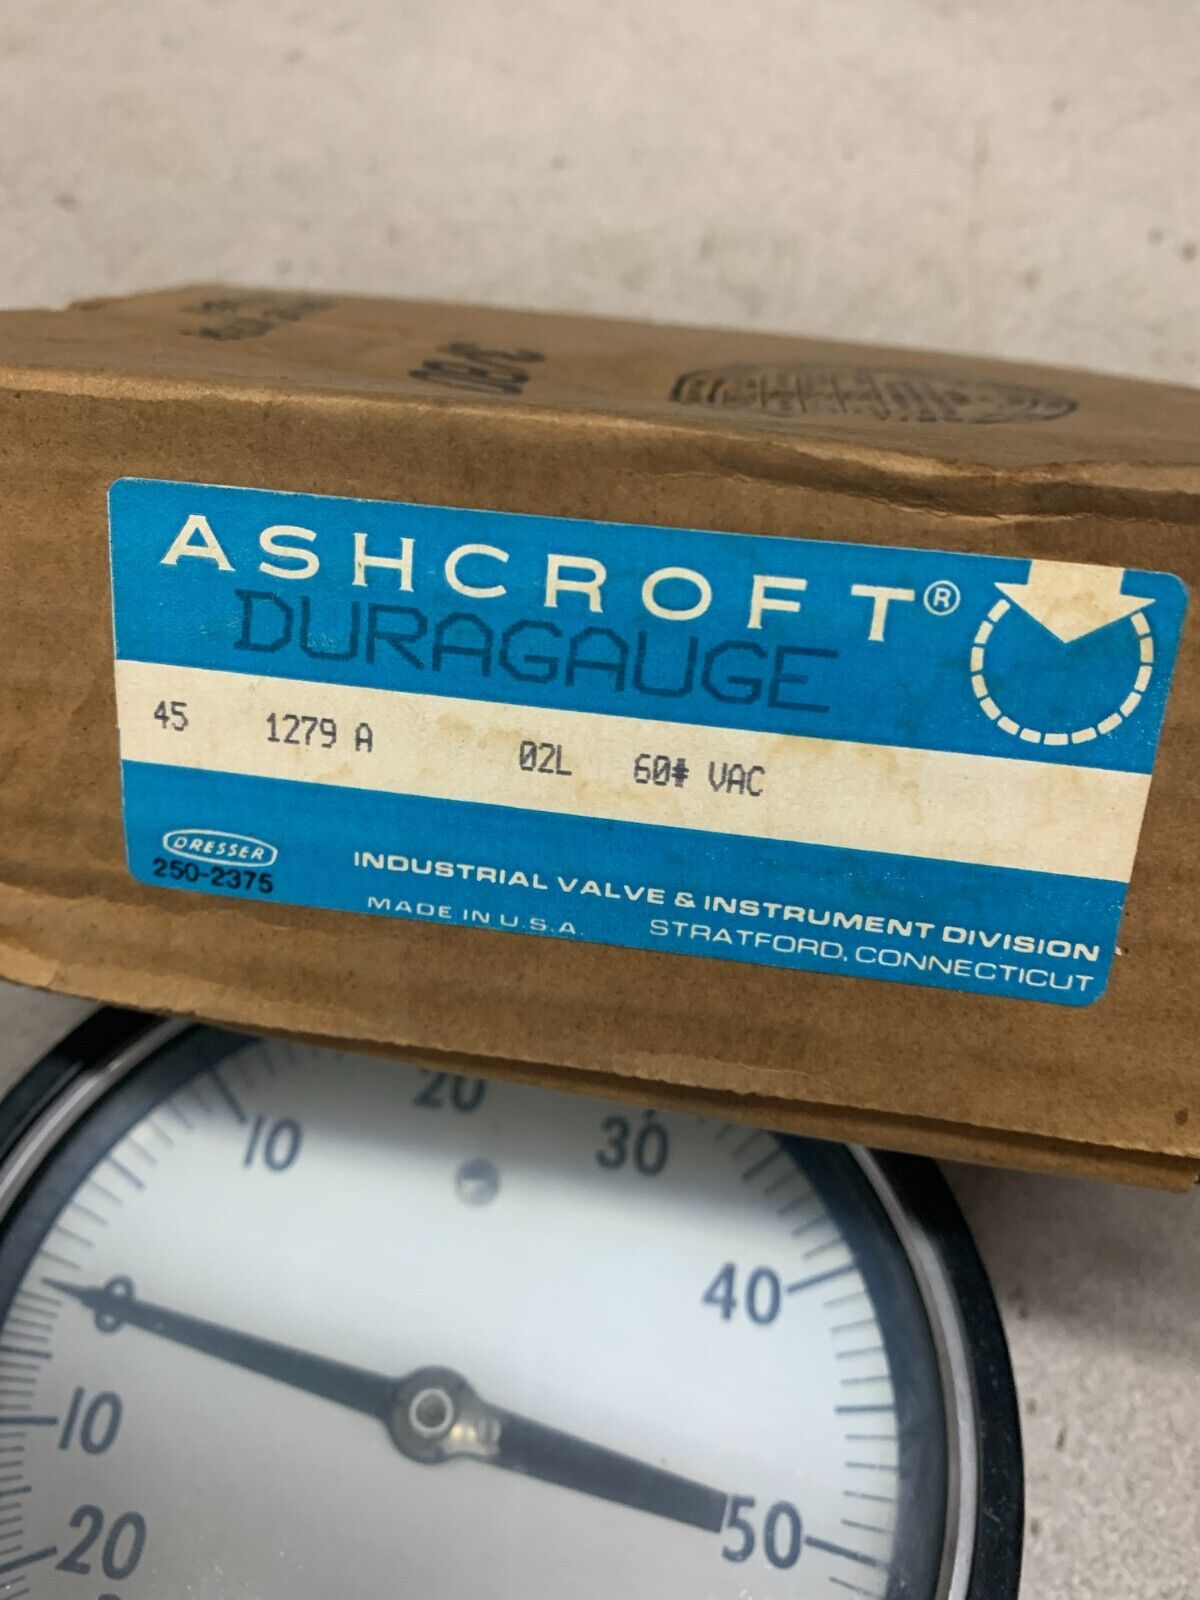 ASHCROFT®
DURAGAUGE
45 1279 A 02L 60# VAC
DRESSER
250-2375
INDUSTRIAL VALVE & INSTRUMENT DIVISION
MADE IN U.S.A. STRATFORD, CONNECTICUT
20
10 30
40
0
10
50
20